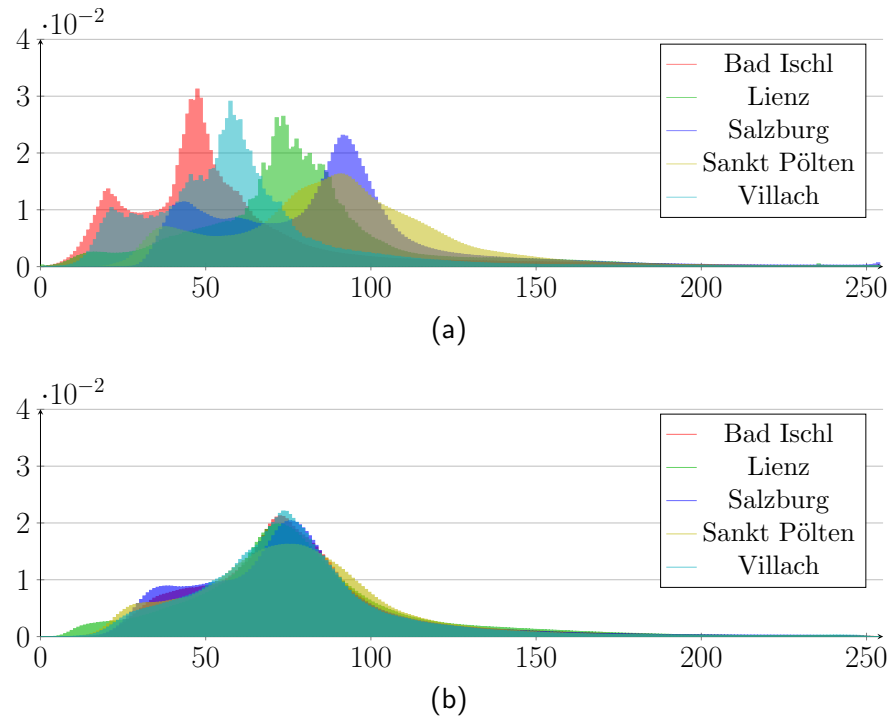 ·10⁻²
4
3
2
1
0
0 50 100 150 200 250
Bad Ischl
Lienz
Salzburg
Sankt Pölten
Villach
(a)
·10⁻²
4
3
2
1
0
0 50 100 150 200 250
Bad Ischl
Lienz
Salzburg
Sankt Pölten
Villach
(b)